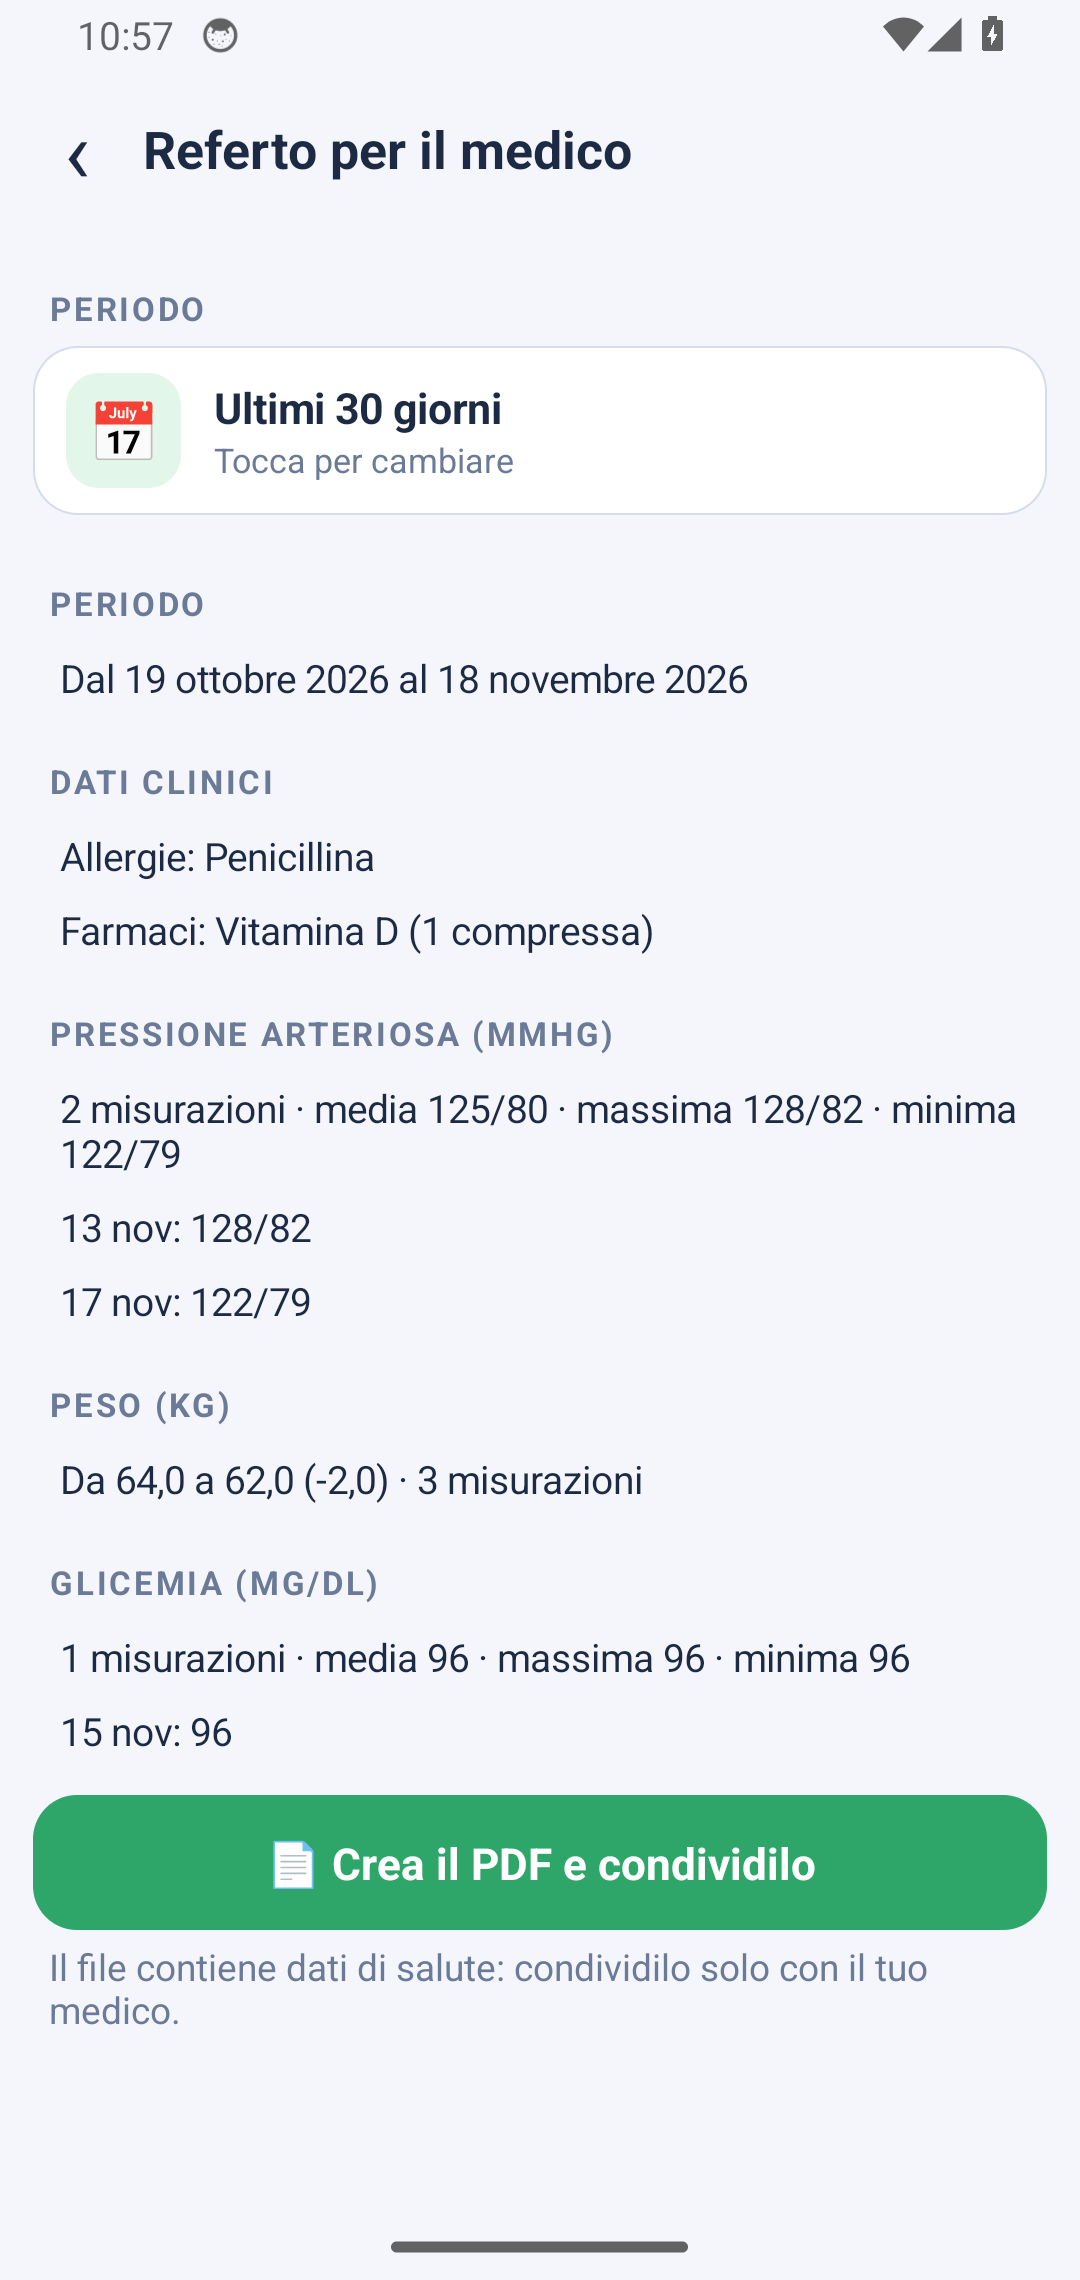 10:57
Referto per il medico
PERIODO
July
17
Ultimi 30 giorni
Tocca per cambiare
PERIODO
Dal 19 ottobre 2026 al 18 novembre 2026
DATI CLINICI
Allergie: Penicillina
Farmaci: Vitamina D (1 compressa)
PRESSIONE ARTERIOSA (MMHG)
2 misurazioni · media 125/80 · massima 128/82 · minima
122/79
13 nov: 128/82
17 nov: 122/79
PESO (KG)
Da 64,0 a 62,0 (-2,0) · 3 misurazioni
GLICEMIA (MG/DL)
1 misurazioni · media 96 · massima 96 · minima 96
15 nov: 96
Crea il PDF e condividilo
Il file contiene dati di salute: condividilo solo con il tuo
medico.